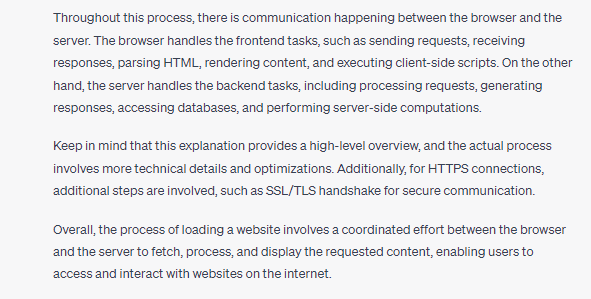 Throughout this process, there is communication happening between the browser and the
server. The browser handles the frontend tasks, such as sending requests, receiving
responses, parsing HTML, rendering content, and executing client-side scripts. On the other
hand, the server handles the backend tasks, including processing requests, generating
responses, accessing databases, and performing server-side computations.
Keep in mind that this explanation provides a high-level overview, and the actual process
involves more technical details and optimizations. Additionally, for HTTPS connections,
additional steps are involved, such as SSL/TLS handshake for secure communication.
Overall, the process of loading a website involves a coordinated effort between the browser
and the server to fetch, process, and display the requested content, enabling users to
access and interact with websites on the internet.